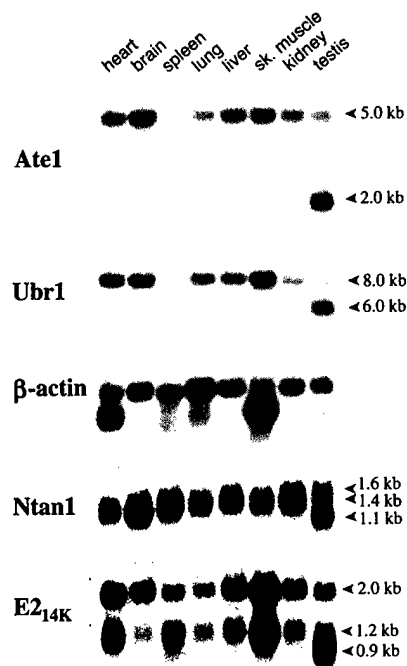 heart brain spleen lung liver sk. muscle kidney testis
Ate1
5.0 kb
2.0 kb
Ubr1
8.0 kb
6.0 kb
β-actin
Ntan1
1.6 kb
1.4 kb
1.1 kb
E2₁₄K
2.0 kb
1.2 kb
0.9 kb